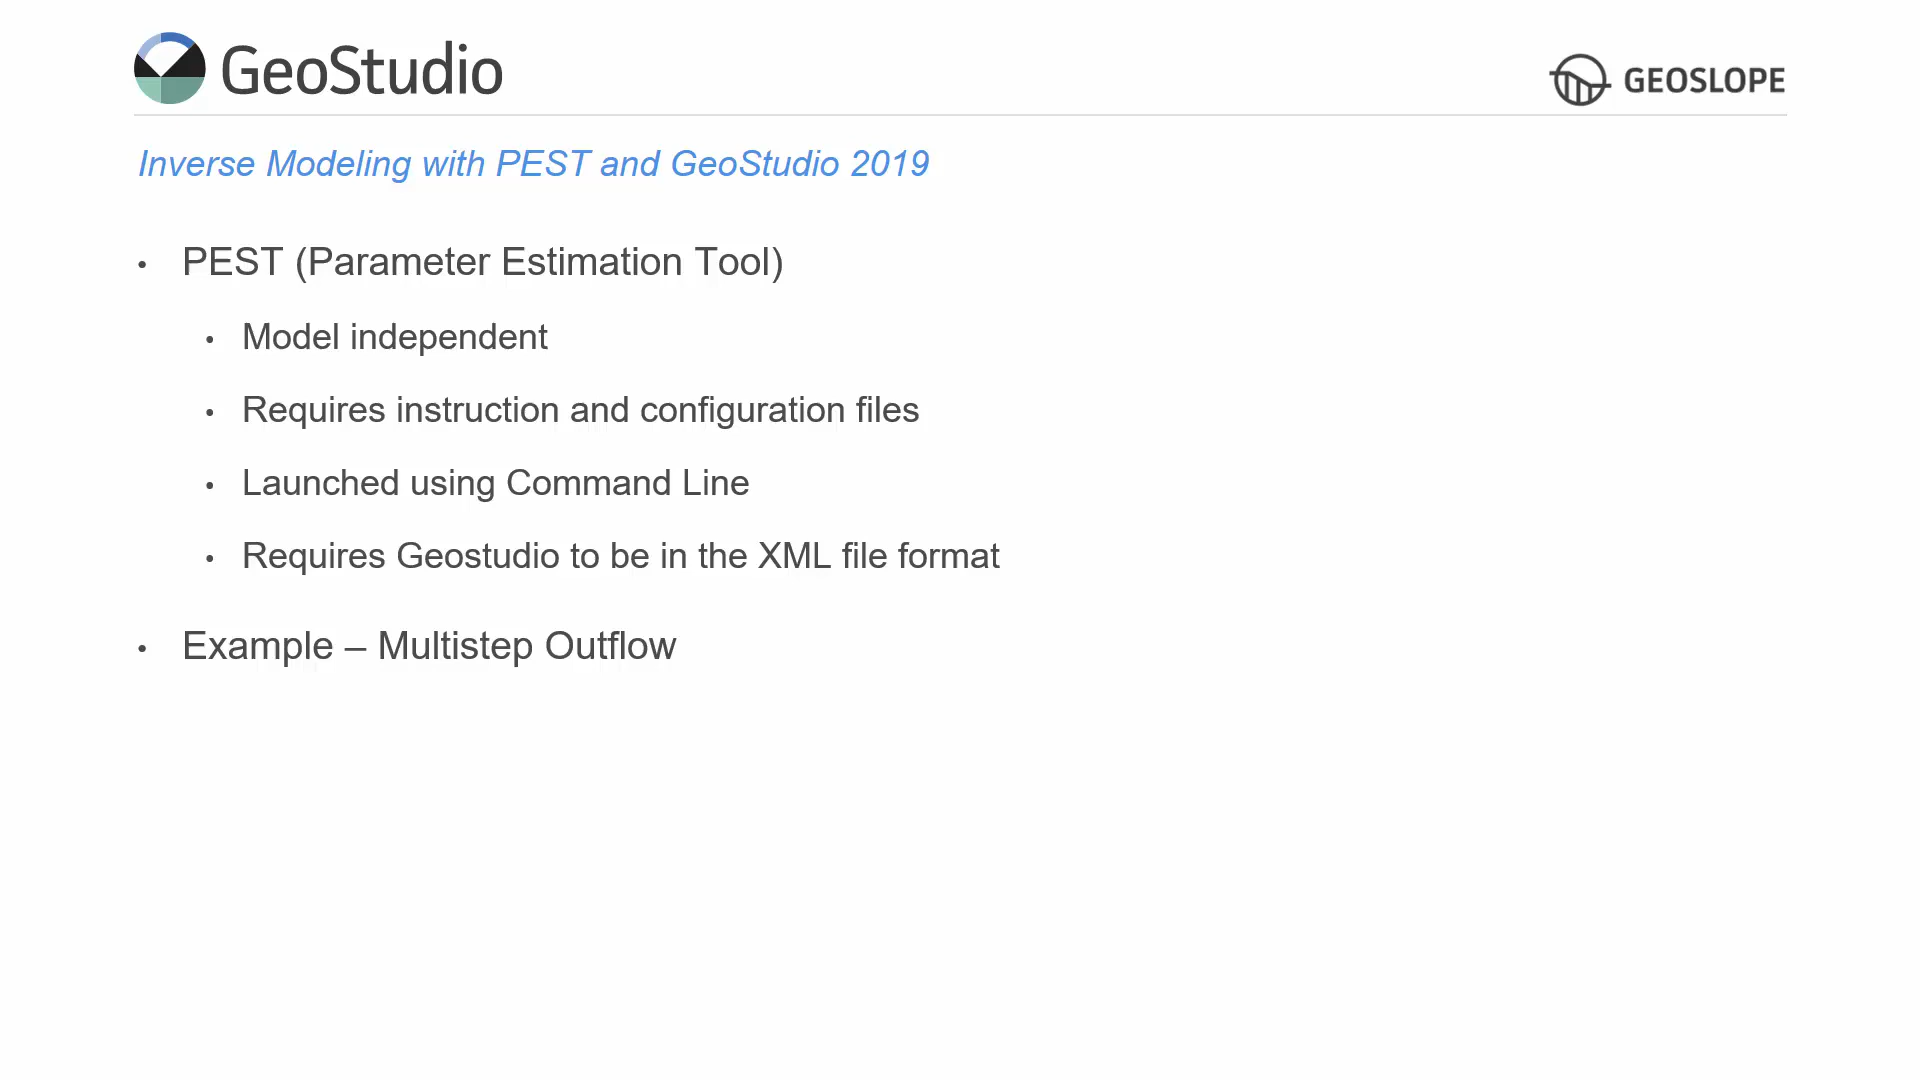 GeoStudio
GEOSLOPE
Inverse Modeling with PEST and GeoStudio 2019
• PEST (Parameter Estimation Tool)
• Model independent
• Requires instruction and configuration files
• Launched using Command Line
• Requires Geostudio to be in the XML file format
• Example – Multistep Outflow